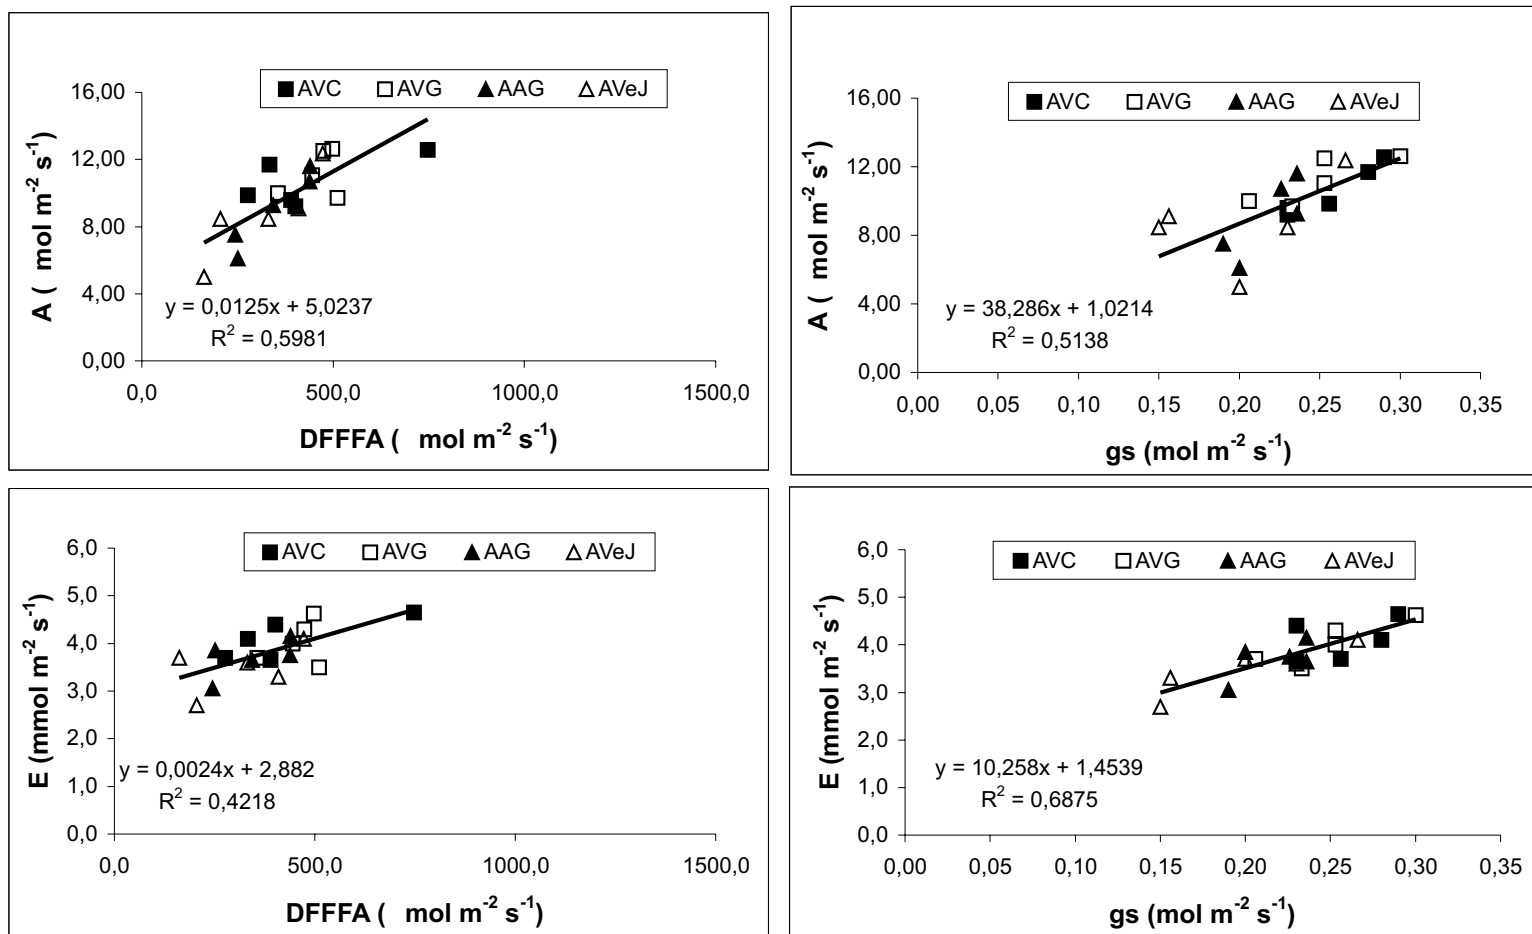 AVC AVG AAG AVeJ
16,00
12,00
8,00
4,00
0,00
A ( mol m-2 s-1)
y = 0,0125x + 5,0237
R2 = 0,5981
0,0 500,0 1000,0 1500,0
DFFFA ( mol m-2 s-1)
AVC AVG AAG AVeJ
16,00
12,00
8,00
4,00
0,00
A ( mol m-2 s-1)
y = 38,286x + 1,0214
R2 = 0,5138
0,00 0,05 0,10 0,15 0,20 0,25 0,30 0,35
gs (mol m-2 s-1)
AVC AVG AAG AVeJ
6,0
5,0
4,0
3,0
2,0
1,0
0,0
E (mmol m-2 s-1)
y = 0,0024x + 2,882
R2 = 0,4218
0,0 500,0 1000,0 1500,0
DFFFA ( mol m-2 s-1)
AVC AVG AAG AVeJ
6,0
5,0
4,0
3,0
2,0
1,0
0,0
E (mmol m-2 s-1)
y = 10,258x + 1,4539
R2 = 0,6875
0,00 0,05 0,10 0,15 0,20 0,25 0,30 0,35
gs (mol m-2 s-1)